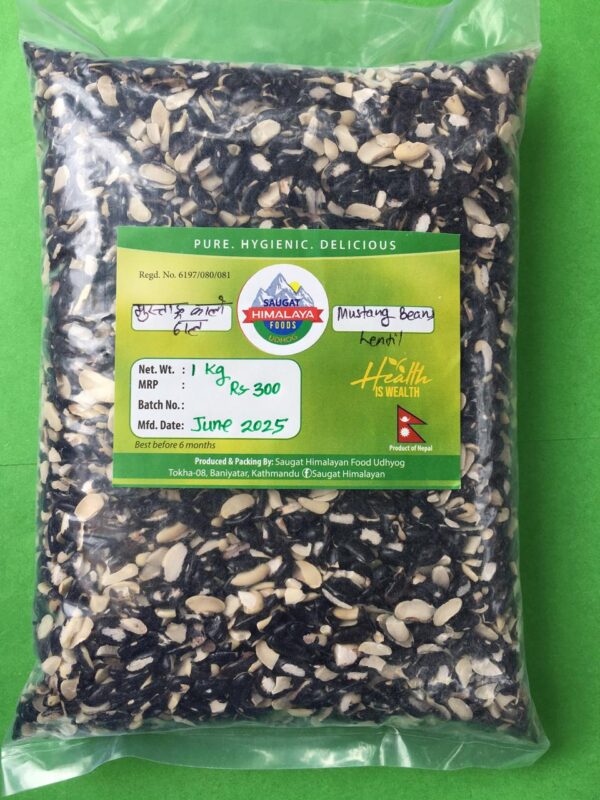 PURE. HYGIENIC. DELICIOUS
Regd. No. 6197/080/081
मुस्ताङ्ग कालो
दाल
SAUGAT
HIMALAYA
FOODS
UDHOG
Mustang Beans
Lentil
Net. Wt. : 1 Kg
MRP : Rs 300
Batch No.:
Mfd. Date: June 2025
Best before 6 months
Health
IS WEALTH
Product of Nepal
Produced & Packing By: Saugat Himalayan Food Udhyog
Tokha-08, Baniyatar, Kathmandu Saugat Himalayan